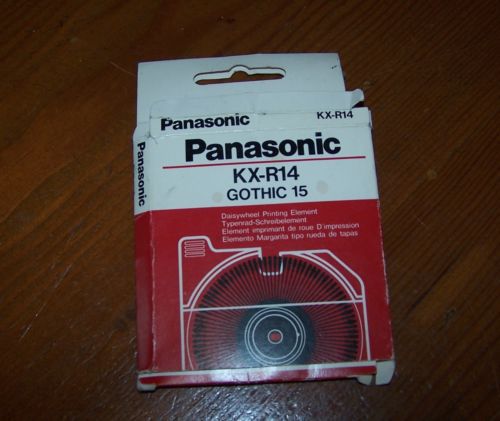 Panasonic KX-R14
Panasonic
Panasonic
KX-R14
GOTHIC 15
Daisywheel Printing Element
Typenrad-Schreibelement
Element imprimant de roue D'impression
Elemento Margarita tipo rueda de tapas